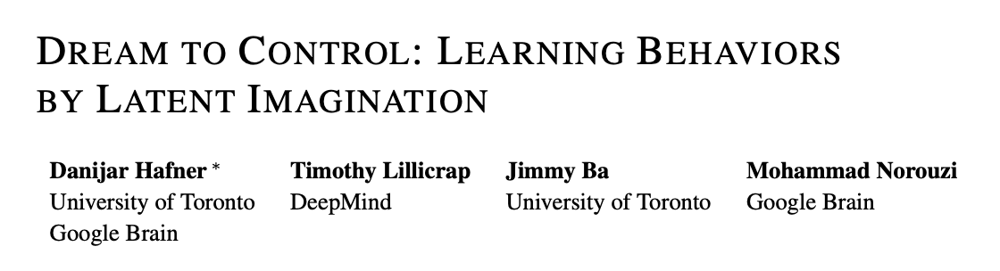 DREAM TO CONTROL: LEARNING BEHAVIORS
BY LATENT IMAGINATION
Danijar Hafner * Timothy Lillicrap Jimmy Ba Mohammad Norouzi
University of Toronto DeepMind University of Toronto Google Brain
Google Brain